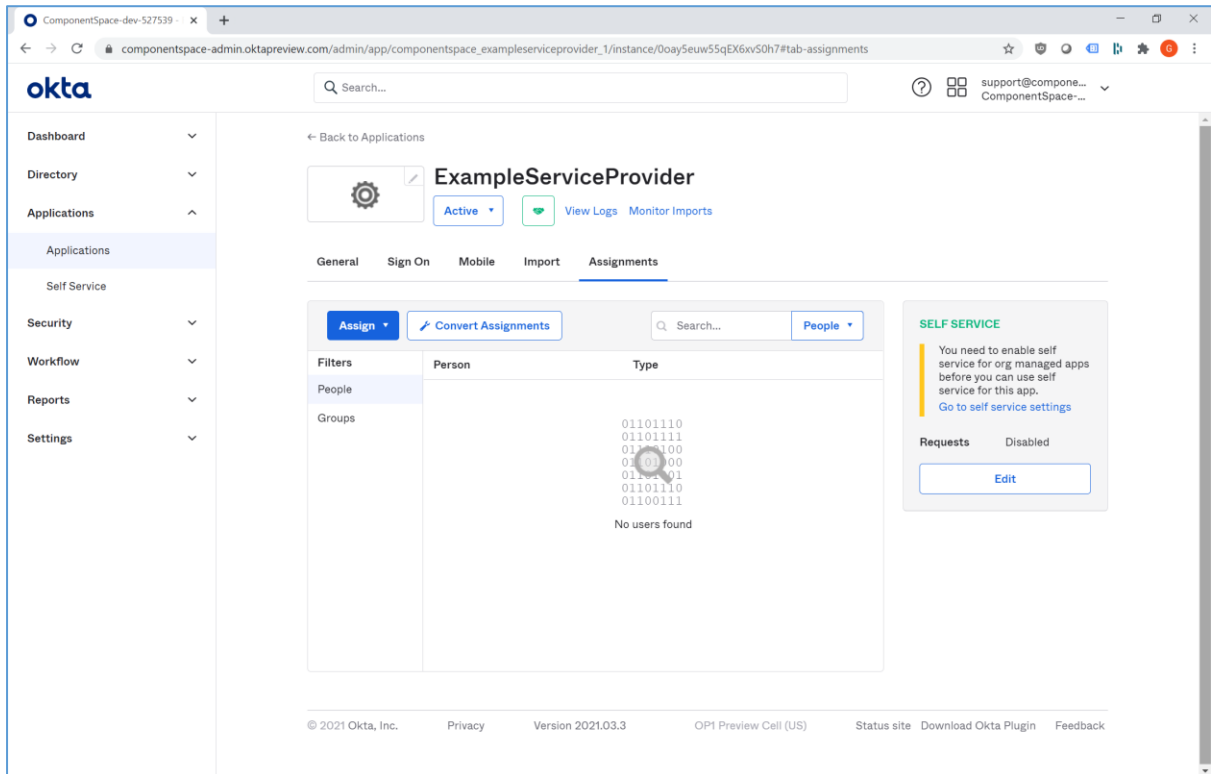 ComponentSpace-dev-527539 -
componentspace-admin.oktapreview.com/admin/app/componentspace_exampleserviceprovider_1/instance/0oay5euw55qEX6xvS0h7#tab-assignments
G
okta
Search...
support@compone...
ComponentSpace-...
Dashboard
Directory
Applications
Applications
Self Service
Security
Workflow
Reports
Settings
← Back to Applications
ExampleServiceProvider
Active
View Logs Monitor Imports
General Sign On Mobile Import Assignments
Assign Convert Assignments Search... People
Filters Person Type
People
Groups
01101110
01101111
01100111
No users found
SELF SERVICE
You need to enable self
service for org managed apps
before you can use self
service for this app.
Go to self service settings
Requests Disabled
Edit
© 2021 Okta, Inc. Privacy Version 2021.03.3 OP1 Preview Cell (US) Status site Download Okta Plugin Feedback